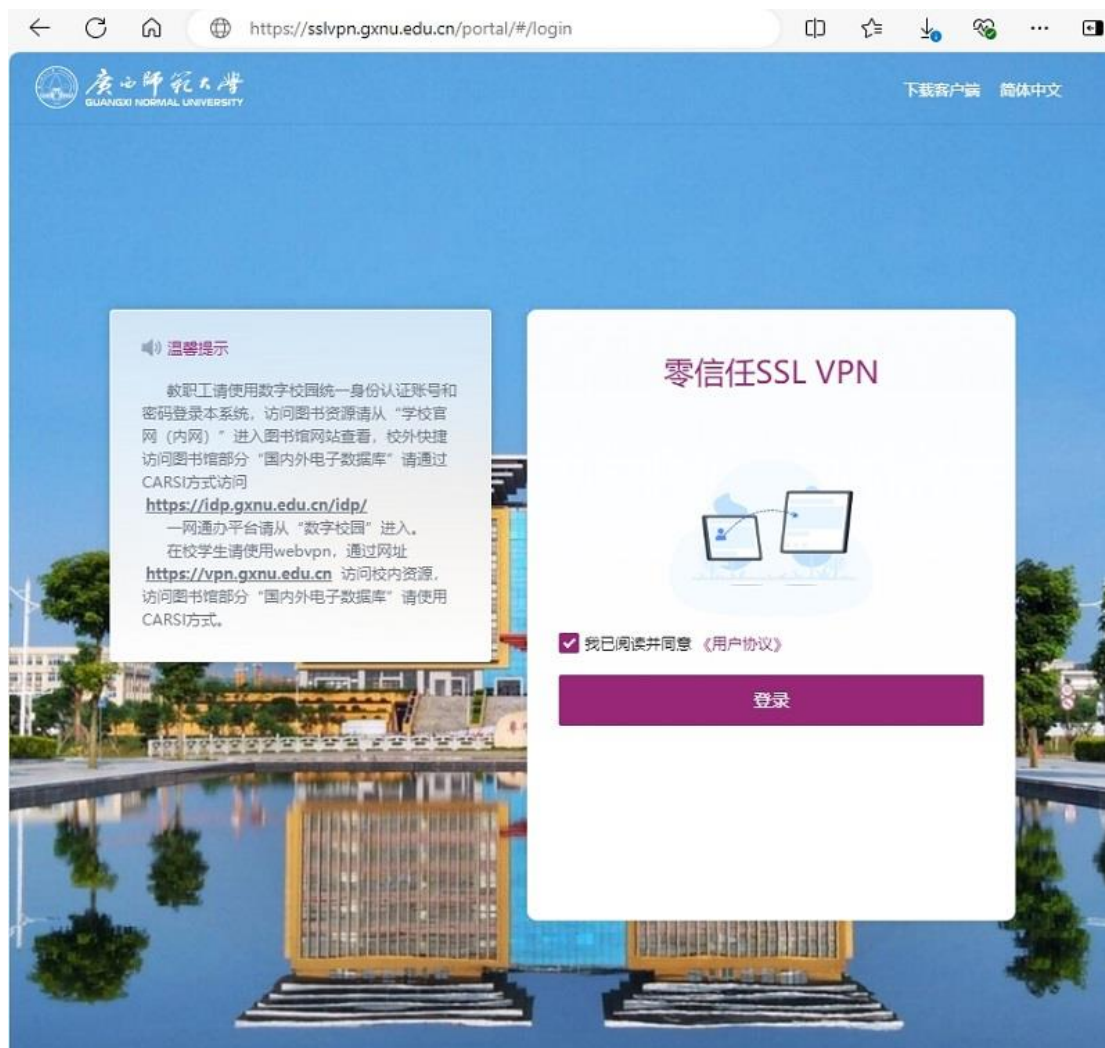 https://sslvpn.gxnu.edu.cn/portal/#/login
廣西師範大學
GUANGXI NORMAL UNIVERSITY
下载客户端 简体中文
温馨提示
教职工请使用数字校园统一身份认证账号和
密码登录本系统，访问图书资源请从“学校官
网（内网）”进入图书馆网站查看，校外快捷
访问图书馆部分“国内外电子数据库”请通过
CARSI方式访问
https://idp.gxnu.edu.cn/idp/
一网通办平台请从“数字校园”进入。
在校学生请使用webvpn，通过网址
https://vpn.gxnu.edu.cn 访问校内资源，
访问图书馆部分“国内外电子数据库”请使用
CARSI方式。
零信任SSL VPN
我已阅读并同意 《用户协议》
登录